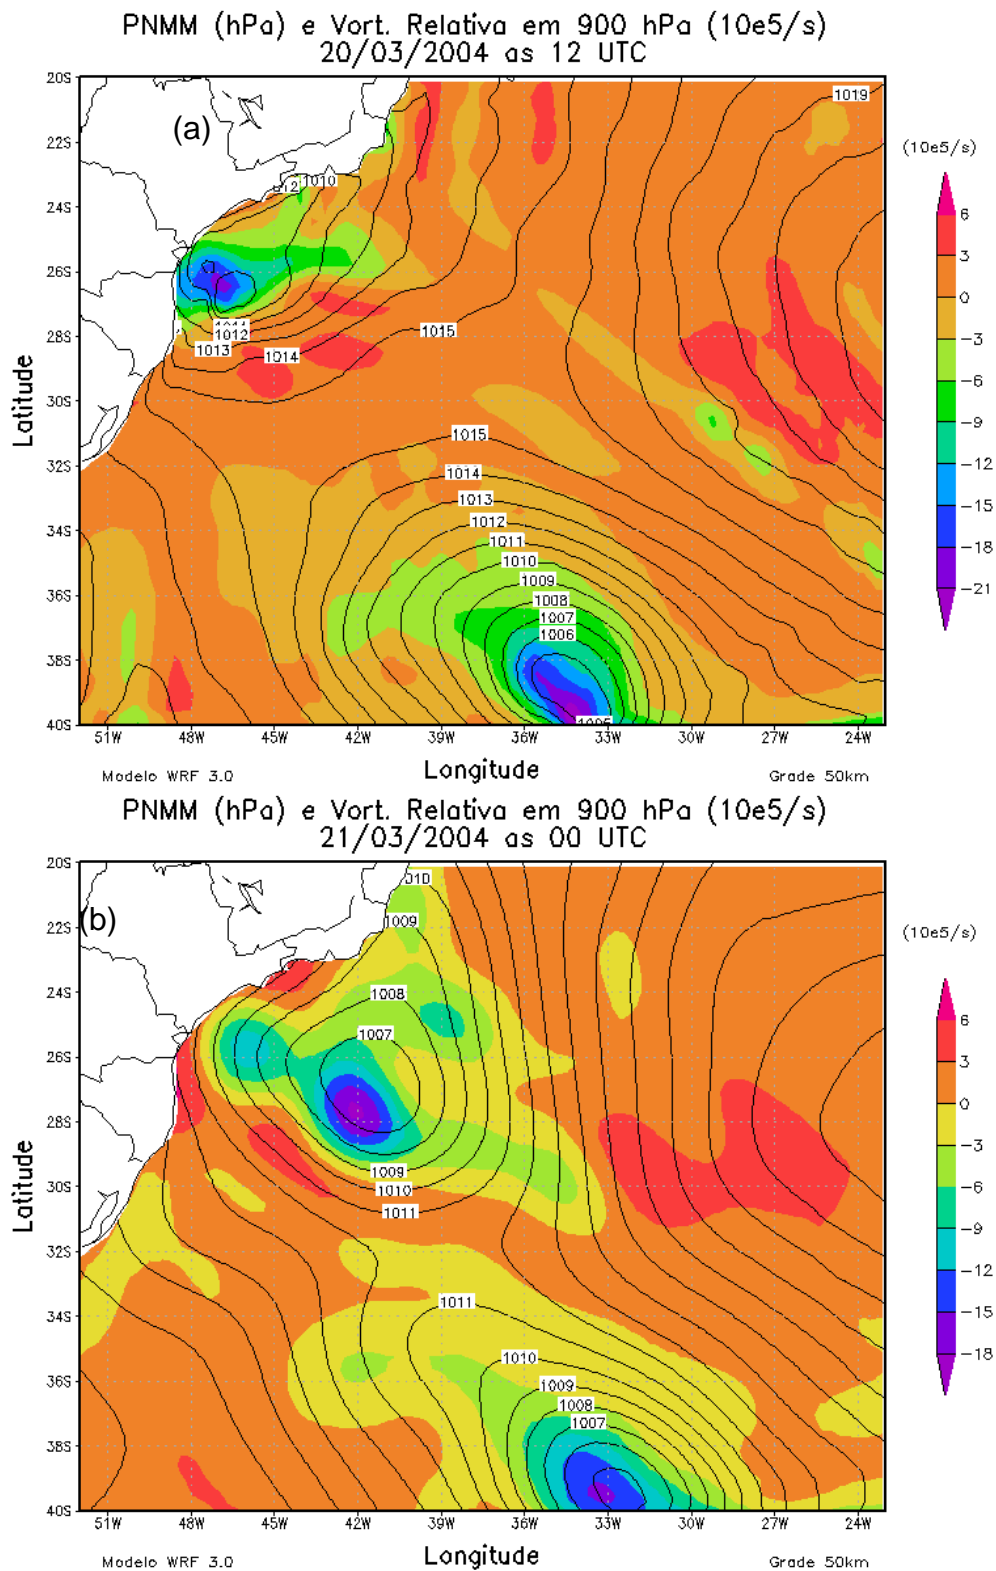 PNMM (hPa) e Vort. Relativa em 900 hPa (10e5/s)
20/03/2004 as 12 UTC
(a)
20S
22S
24S
26S
28S
30S
32S
34S
36S
38S
40S
Latitude
1019
1010
1012
1013
1014
1015
1015
1014
1013
1012
1011
1010
1009
1008
1007
1006
1005
51W 48W 45W 42W 39W 36W 33W 30W 27W 24W
Longitude
Modelo WRF 3.0
Grade 50km
(10e5/s)
6
3
0
-3
-6
-9
-12
-15
-18
-21
PNMM (hPa) e Vort. Relativa em 900 hPa (10e5/s)
21/03/2004 as 00 UTC
(b)
20S
22S
24S
26S
28S
30S
32S
34S
36S
38S
40S
Latitude
1009
1008
1007
1009
1010
1011
1011
1010
1009
1008
1007
51W 48W 45W 42W 39W 36W 33W 30W 27W 24W
Longitude
Modelo WRF 3.0
Grade 50km
(10e5/s)
6
3
0
-3
-6
-9
-12
-15
-18